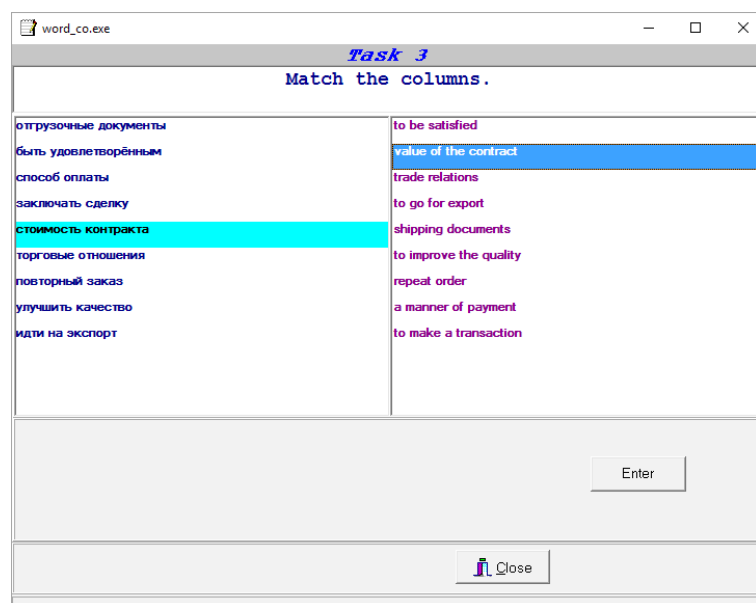 word_co.exe
Task 3
Match the columns.
отгрузочные документы
быть удовлетворённым
способ оплаты
заключать сделку
стоимость контракта
торговые отношения
повторный заказ
улучшить качество
идти на экспорт
to be satisfied
value of the contract
trade relations
to go for export
shipping documents
to improve the quality
repeat order
a manner of payment
to make a transaction
Enter
Close